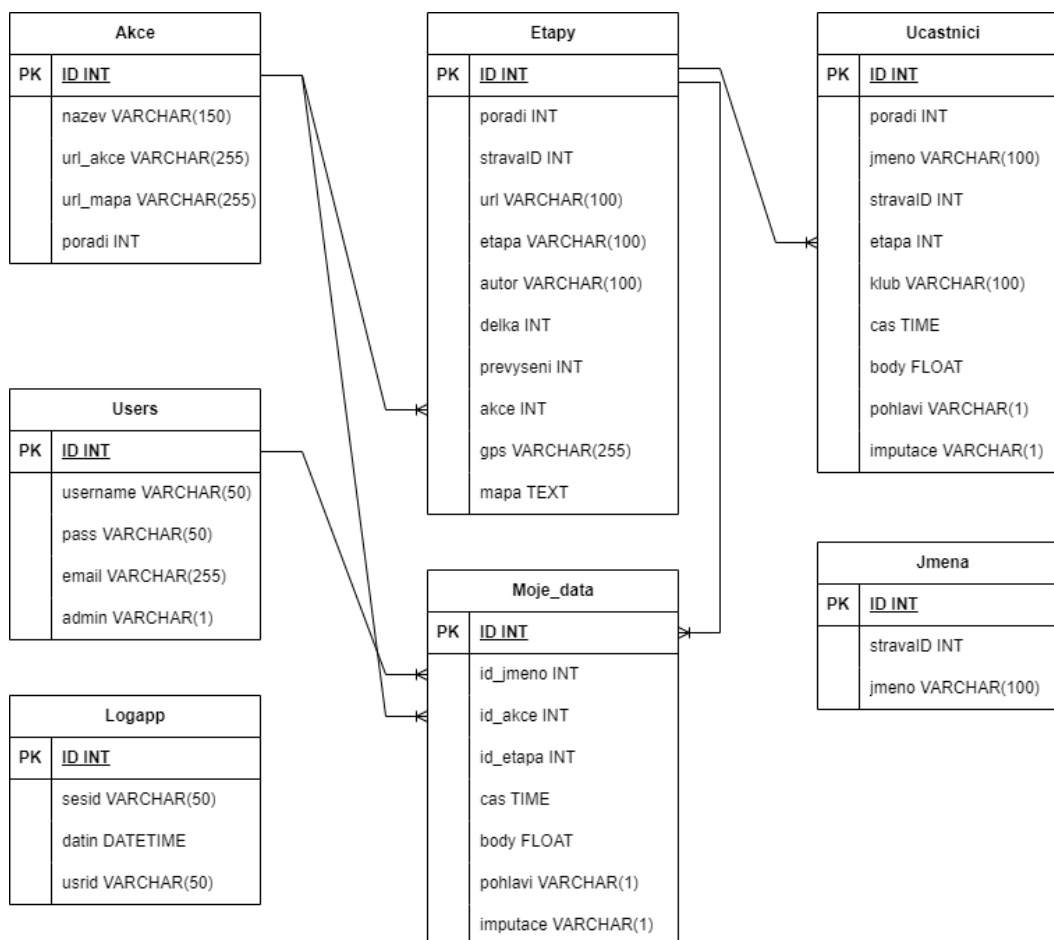 Akce
PK ID INT
nazev VARCHAR(150)
url_akce VARCHAR(255)
url_mapa VARCHAR(255)
poradi INT
Users
PK ID INT
username VARCHAR(50)
pass VARCHAR(50)
email VARCHAR(255)
admin VARCHAR(1)
Logapp
PK ID INT
sesid VARCHAR(50)
datin DATETIME
usrid VARCHAR(50)
Etapy
PK ID INT
poradi INT
stravaID INT
url VARCHAR(100)
etapa VARCHAR(100)
autor VARCHAR(100)
delka INT
prevyseni INT
akce INT
gps VARCHAR(255)
mapa TEXT
Moje_data
PK ID INT
id_jmeno INT
id_akce INT
id_etapa INT
cas TIME
body FLOAT
pohlavi VARCHAR(1)
imputace VARCHAR(1)
Ucastnici
PK ID INT
poradi INT
jmeno VARCHAR(100)
stravaID INT
etapa INT
klub VARCHAR(100)
cas TIME
body FLOAT
pohlavi VARCHAR(1)
imputace VARCHAR(1)
Jmena
PK ID INT
stravaID INT
jmeno VARCHAR(100)